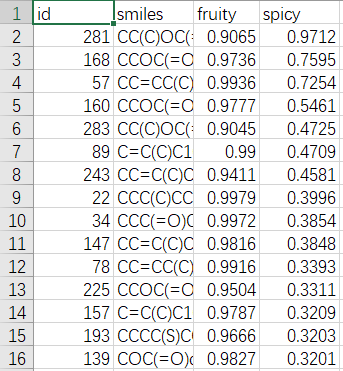 1 id smiles fruity spicy
2 281 CC(C)OC(= 0.9065 0.9712
3 168 CCOC(=O 0.9736 0.7595
4 57 CC=CC(C) 0.9936 0.7254
5 160 CCOC(=O 0.9777 0.5461
6 283 CC(C)OC(= 0.9045 0.4725
7 89 C=C(C)C1 0.99 0.4709
8 243 CC=C(C)C 0.9411 0.4581
9 22 CCC(C)CC 0.9979 0.3996
10 34 CCC(=O)C 0.9972 0.3854
11 147 CC=C(C)C 0.9816 0.3848
12 78 CC=CC(C) 0.9916 0.3393
13 225 CCOC(=O 0.9504 0.3311
14 157 C=C(C)C1 0.9787 0.3209
15 193 CCCC(S)C 0.9666 0.3203
16 139 COC(=O)c 0.9827 0.3201